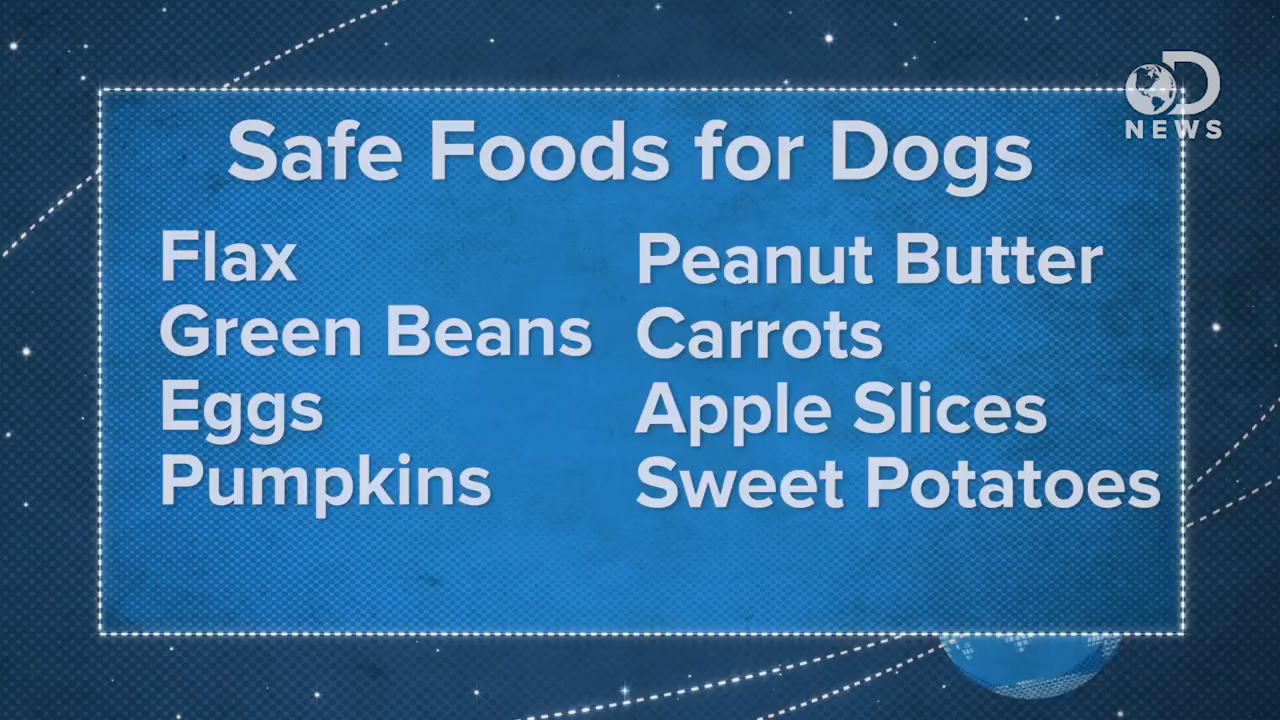 D
NEWS
Safe Foods for Dogs
Flax
Green Beans
Eggs
Pumpkins
Peanut Butter
Carrots
Apple Slices
Sweet Potatoes